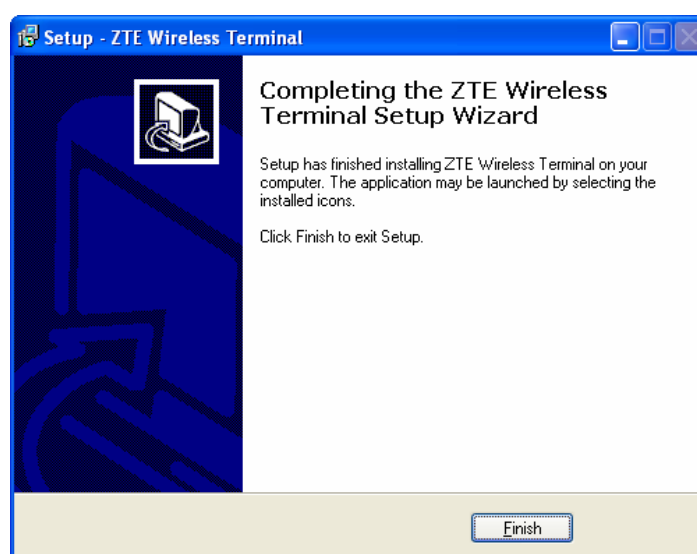 Setup - ZTE Wireless Terminal
Completing the ZTE Wireless
Terminal Setup Wizard
Setup has finished installing ZTE Wireless Terminal on your
computer. The application may be launched by selecting the
installed icons.
Click Finish to exit Setup.
Finish